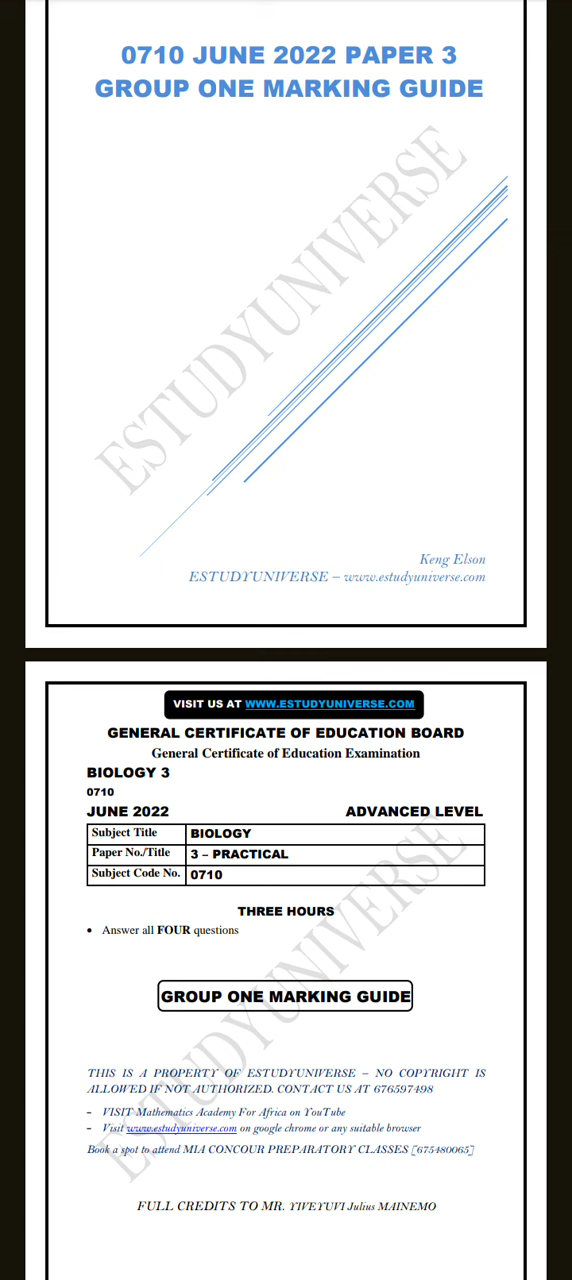 0710 JUNE 2022 PAPER 3
GROUP ONE MARKING GUIDE
ESTUDYUNIVERSE
Keng Elson
ESTUDYUNIVERSE – www.estudyuniverse.com
VISIT US AT WWW.ESTUDYUNIVERSE.COM
GENERAL CERTIFICATE OF EDUCATION BOARD
General Certificate of Education Examination
BIOLOGY 3
0710
JUNE 2022 ADVANCED LEVEL
Subject Title BIOLOGY
Paper No./Title 3 – PRACTICAL
Subject Code No. 0710
THREE HOURS
• Answer all FOUR questions
GROUP ONE MARKING GUIDE
ESTUDYUNIVERSE
THIS IS A PROPERTY OF ESTUDYUNIVERSE – NO COPYRIGHT IS
ALLOWED IF NOT AUTHORIZED. CONTACT US AT 676597498
– VISIT Mathematics Academy For Africa on YouTube
– Visit www.estudyuniverse.com on google chrome or any suitable browser
Book a spot to attend MIA CONCOUR PREPARATORY CLASSES [675480065]
FULL CREDITS TO MR. YIVEYUVI Julius MAINEMO